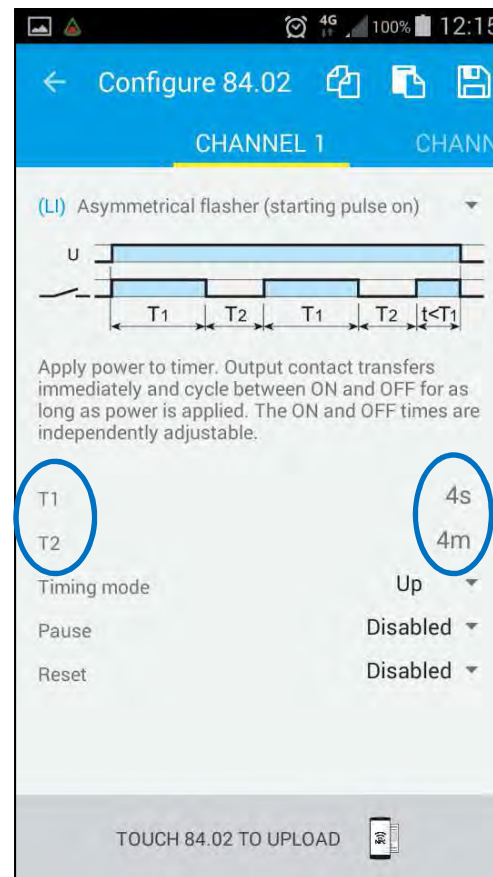 4G 100% 12:15
Configure 84.02
CHANNEL 1 CHANN
(LI) Asymmetrical flasher (starting pulse on)
U
T1 T2 T1 T2 t<T1
Apply power to timer. Output contact transfers
immediately and cycle between ON and OFF for as
long as power is applied. The ON and OFF times are
independently adjustable.
T1 4s
T2 4m
Timing mode Up
Pause Disabled
Reset Disabled
TOUCH 84.02 TO UPLOAD